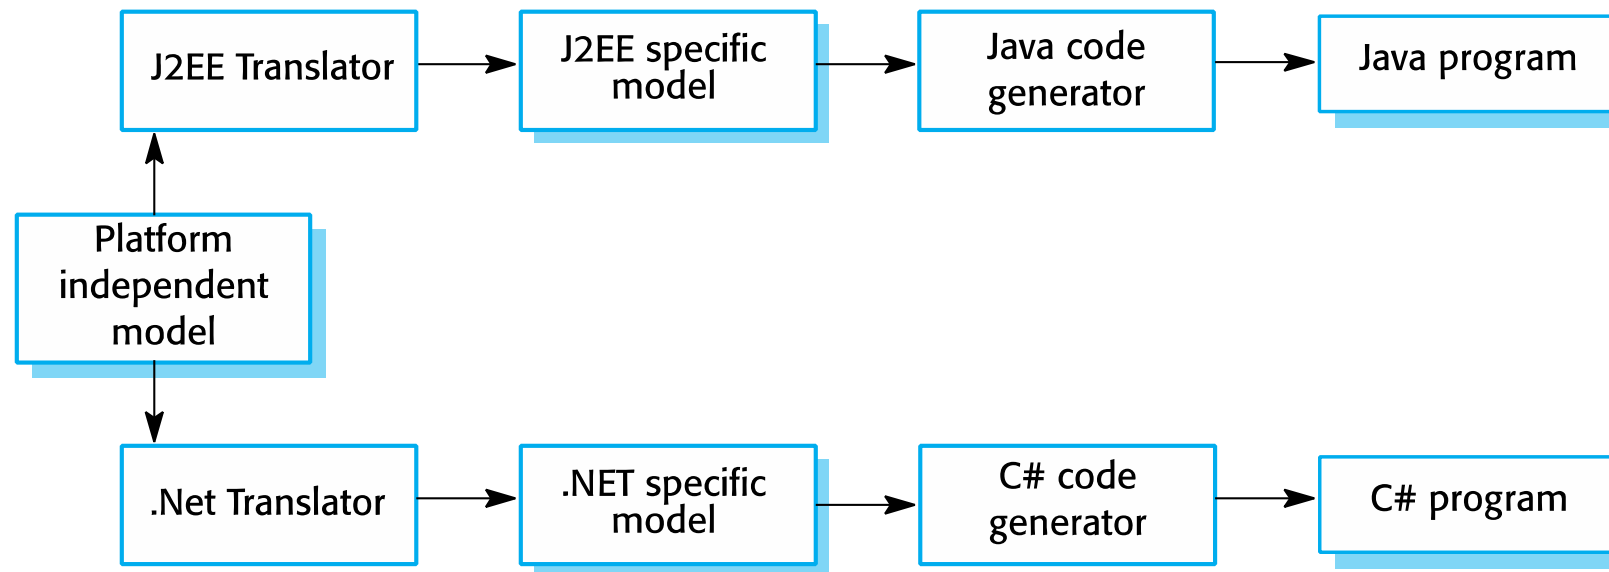 J2EE Translator
J2EE specific
model
Java code
generator
Java program
Platform
independent
model
.Net Translator
.NET specific
model
C# code
generator
C# program